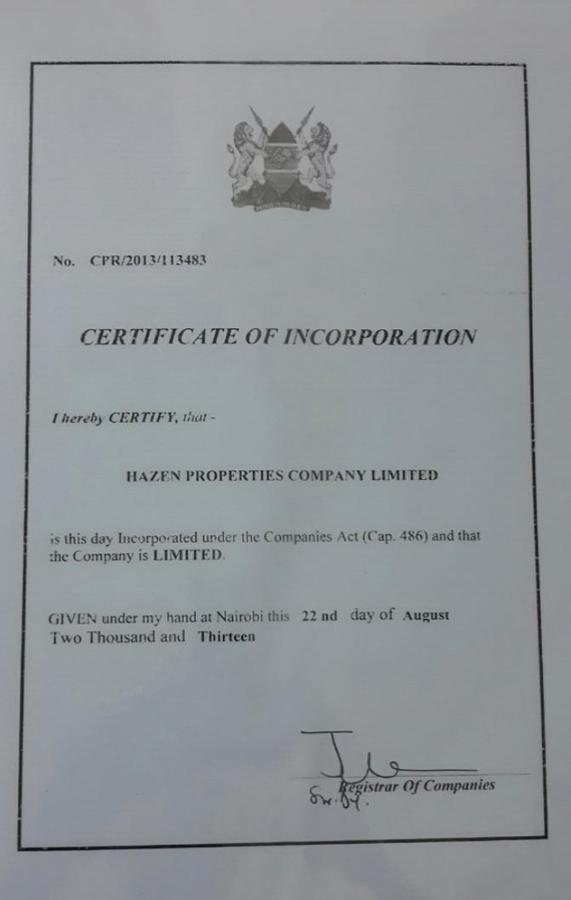 HARAMBEE
No. CPR/2013/113483
CERTIFICATE OF INCORPORATION
I hereby CERTIFY, that -
HAZEN PROPERTIES COMPANY LIMITED
is this day Incorporated under the Companies Act (Cap. 486) and that
the Company is LIMITED.
GIVEN under my hand at Nairobi this 22 nd day of August
Two Thousand and Thirteen
Registrar Of Companies